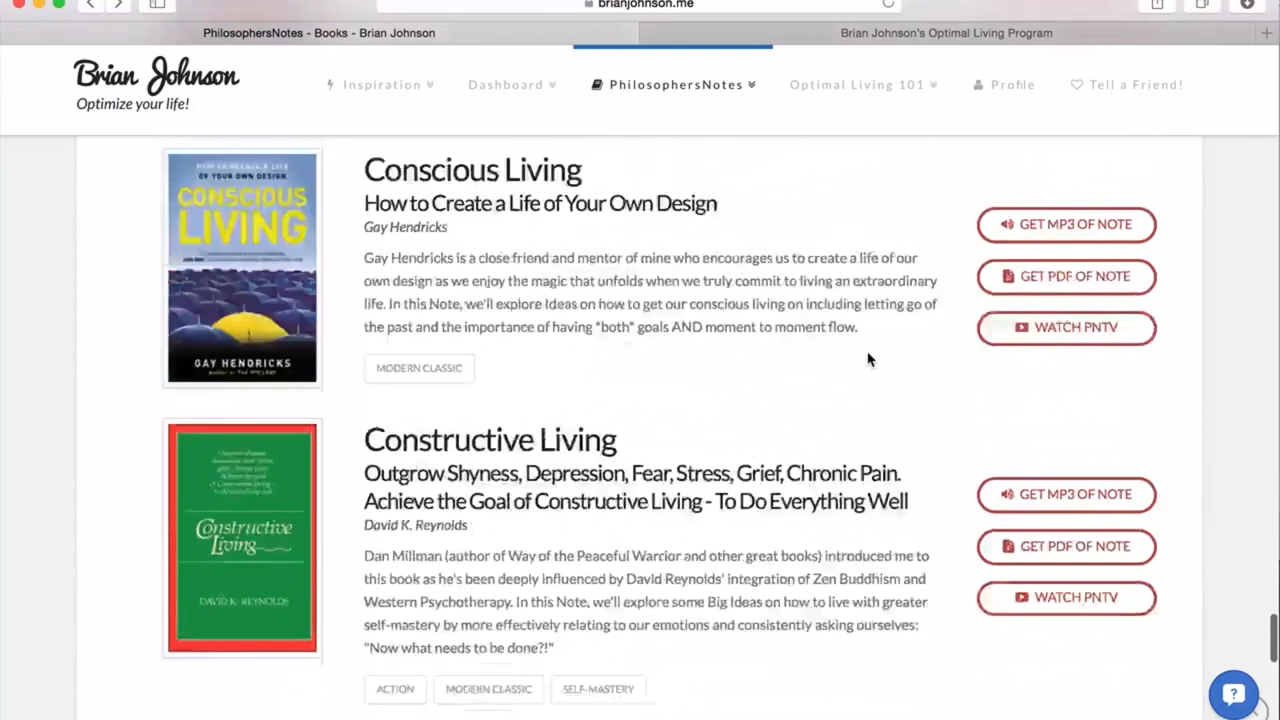 brianjohnson.me
PhilosophersNotes - Books - Brian Johnson
Brian Johnson's Optimal Living Program
Brian Johnson
Optimize your life!
Inspiration
Dashboard
PhilosophersNotes
Optimal Living 101
Profile
Tell a Friend!
OF YOUR OWN DESIGN
CONSCIOUS
LIVING
GAY HENDRICKS
Conscious Living
How to Create a Life of Your Own Design
Gay Hendricks
Gay Hendricks is a close friend and mentor of mine who encourages us to create a life of our
own design as we enjoy the magic that unfolds when we truly commit to living an extraordinary
life. In this Note, we'll explore Ideas on how to get our conscious living on including letting go of
the past and the importance of having *both* goals AND moment to moment flow.
MODERN CLASSIC
GET MP3 OF NOTE
GET PDF OF NOTE
WATCH PNTV
Constructive
Living
DAVID K. REYNOLDS
Constructive Living
Outgrow Shyness, Depression, Fear, Stress, Grief, Chronic Pain.
Achieve the Goal of Constructive Living - To Do Everything Well
David K. Reynolds
Dan Millman (author of Way of the Peaceful Warrior and other great books) introduced me to
this book as he's been deeply influenced by David Reynolds' integration of Zen Buddhism and
Western Psychotherapy. In this Note, we'll explore some Big Ideas on how to live with greater
self-mastery by more effectively relating to our emotions and consistently asking ourselves:
"Now what needs to be done?!"
ACTION
MODERN CLASSIC
SELF-MASTERY
GET MP3 OF NOTE
GET PDF OF NOTE
WATCH PNTV